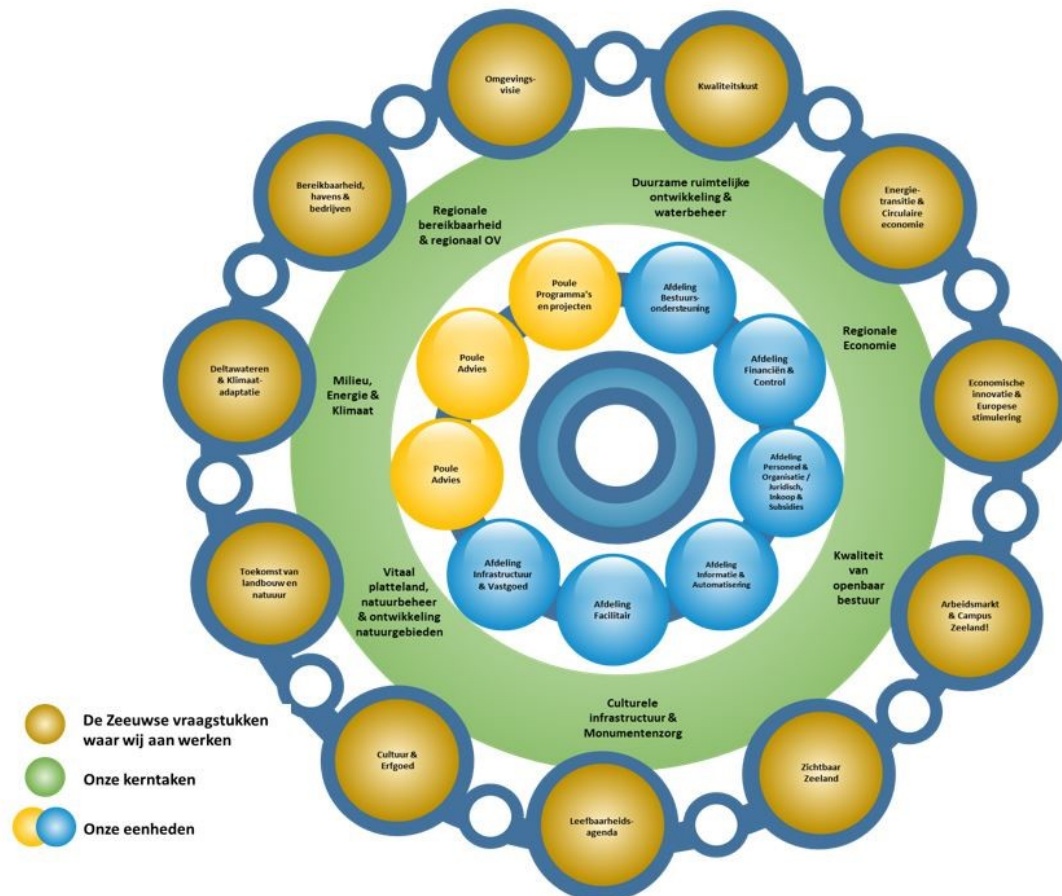 Omgevings-
visie
Kwaliteitskust
Energie-
transitie &
Circulaire
economie
Economische
innovatie &
Europese
stimulering
Arbeidsmarkt
& Campus
Zeeland!
Zichtbaar
Zeeland
Leefbaarheids-
agenda
Cultuur &
Erfgoed
Toekomst van
landbouw en
natuuur
Deltawateren
& Klimaat-
adaptatie
Bereikbaarheid,
havens &
bedrijven
Duurzame ruimtelijke
ontwikkeling &
waterbeheer
Regionale
Economie
Kwaliteit
van
openbaar
bestuur
Culturele
infrastructuur &
Monumentenzorg
Vitaal
platteland,
natuurbeheer
& ontwikkeling
natuurgebieden
Milieu,
Energie &
Klimaat
Regionale
bereikbaarheid
& regionaal OV
Poule
Programma's
en projecten
Afdeling
Bestuurs-
ondersteuning
Afdeling
Financiën &
Control
Afdeling
Personeel &
Organisatie /
Juridisch,
Inkoop &
Subsidies
Afdeling
Informatie &
Automatisering
Afdeling
Facilitair
Afdeling
Infrastructuur
& Vastgoed
Poule
Advies
Poule
Advies
De Zeeuwse vraagstukken
waar wij aan werken
Onze kerntaken
Onze eenheden